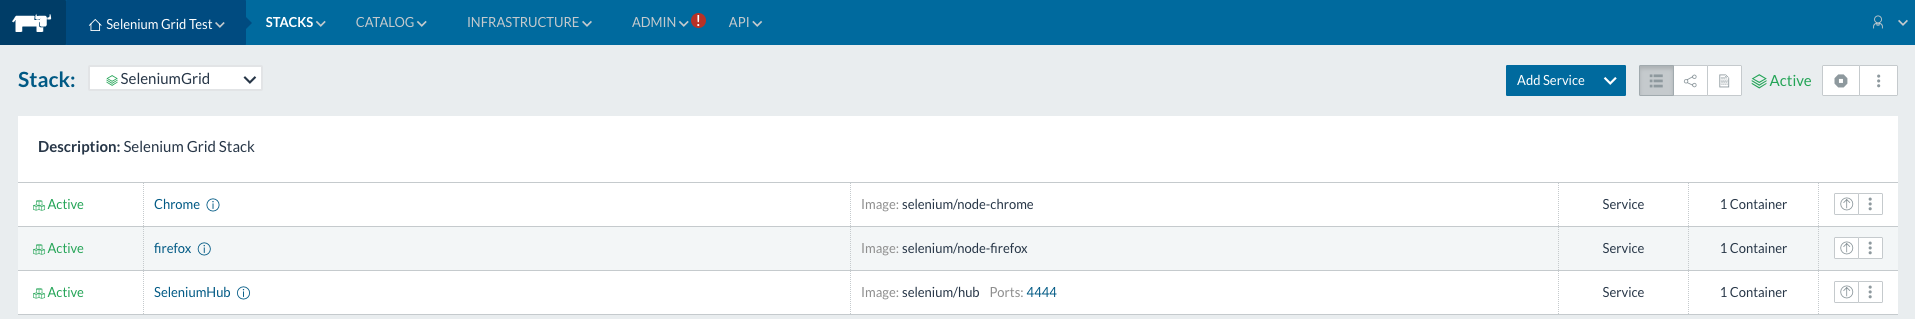 Selenium Grid Test STACKS CATALOG INFRASTRUCTURE ADMIN ! API
Stack: SeleniumGrid Add Service Active
Description: Selenium Grid Stack
Active Chrome Image: selenium/node-chrome Service 1 Container
Active firefox Image: selenium/node-firefox Service 1 Container
Active SeleniumHub Image: selenium/hub Ports: 4444 Service 1 Container